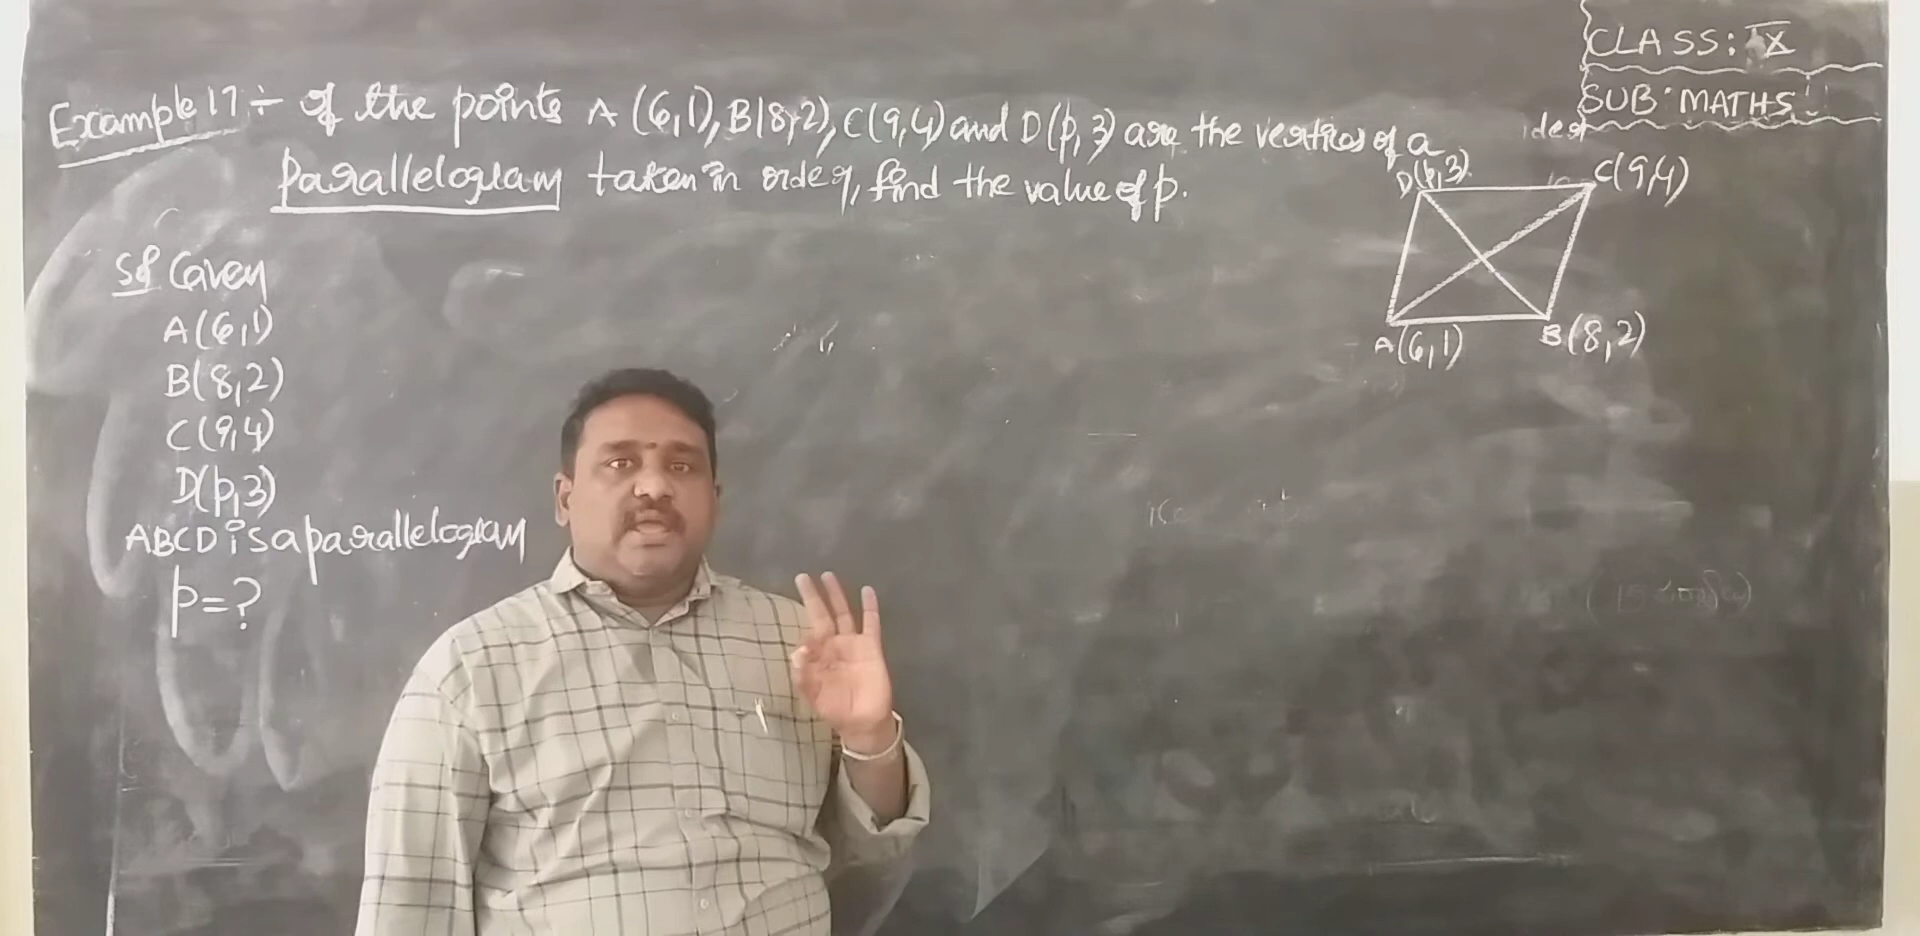 CLASS: IX
SUB: MATHS
Example 17 ÷ If the points A (6,1), B(8,2), C(9,4) and D(p,3) are the vertices of a
Parallelogram taken in order, find the value of p.
Sol Given
A(6,1)
B(8,2)
C(9,4)
D(p,3)
ABCD is a parallelogram
p=?
D(p,3)
C(9,4)
A(6,1)
B(8,2)